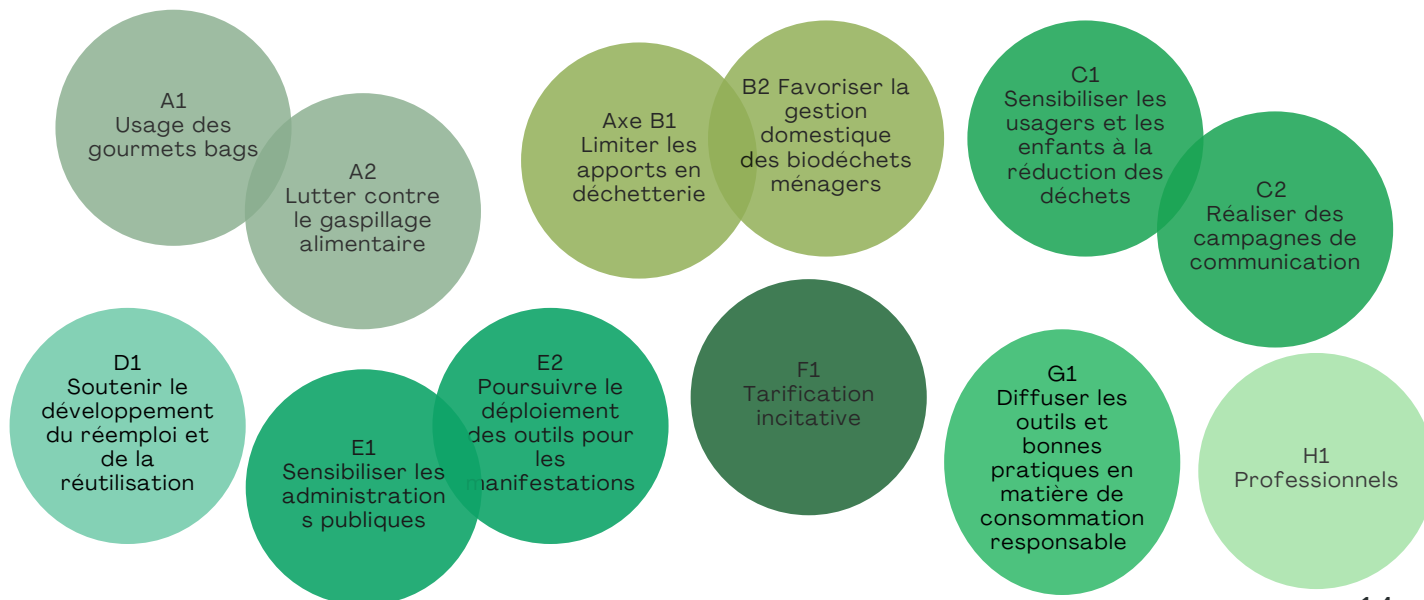 A1
Usage des
gourmets bags
A2
Lutter contre
le gaspillage
alimentaire
Axe B1
Limiter les
apports en
déchetterie
B2 Favoriser la
gestion
domestique
des biodéchets
ménagers
C1
Sensibiliser les
usagers et les
enfants à la
réduction des
déchets
C2
Réaliser des
campagnes de
communication
D1
Soutenir le
développement
du réemploi et
de la
réutilisation
E1
Sensibiliser les
administration
s publiques
E2
Poursuivre le
déploiement
des outils pour
les
manifestations
F1
Tarification
incitative
G1
Diffuser les
outils et
bonnes
pratiques en
matière de
consommation
responsable
H1
Professionnels